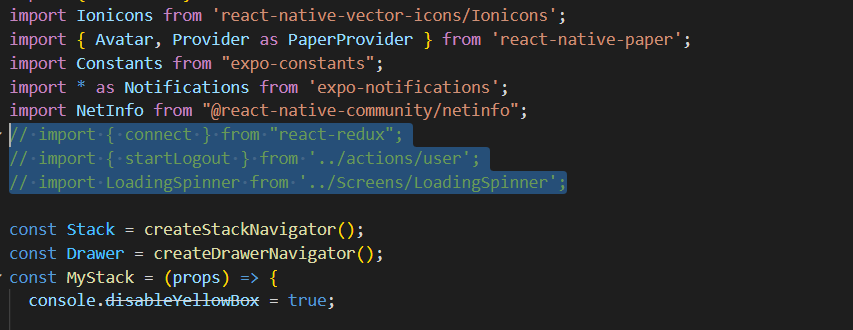 import Ionicons from 'react-native-vector-icons/Ionicons';
import { Avatar, Provider as PaperProvider } from 'react-native-paper';
import Constants from "expo-constants";
import * as Notifications from 'expo-notifications';
import NetInfo from "@react-native-community/netinfo";
// import { connect } from "react-redux";
// import { startLogout } from '../actions/user';
// import LoadingSpinner from '../Screens/LoadingSpinner';
const Stack = createStackNavigator();
const Drawer = createDrawerNavigator();
const MyStack = (props) => {
console.disableYellowBox = true;